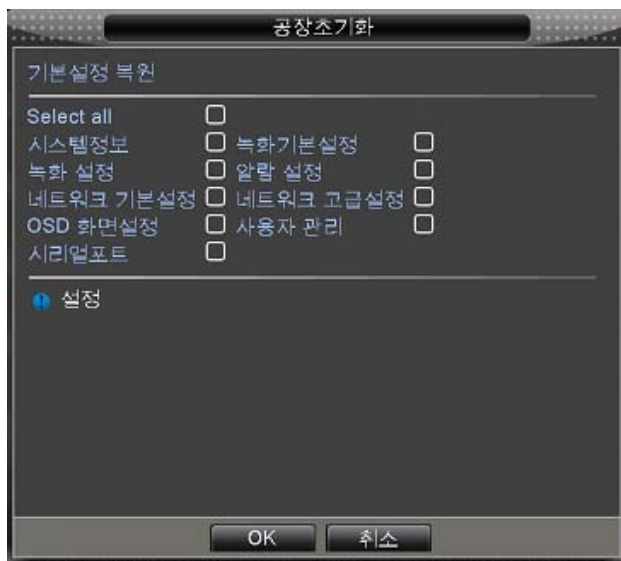 공장초기화
기본설정 복원
Select all
시스템정보 녹화기본설정
녹화 설정 알람 설정
네트워크 기본설정 네트워크 고급설정
OSD 화면설정 사용자 관리
시리얼포트
설정
OK 취소